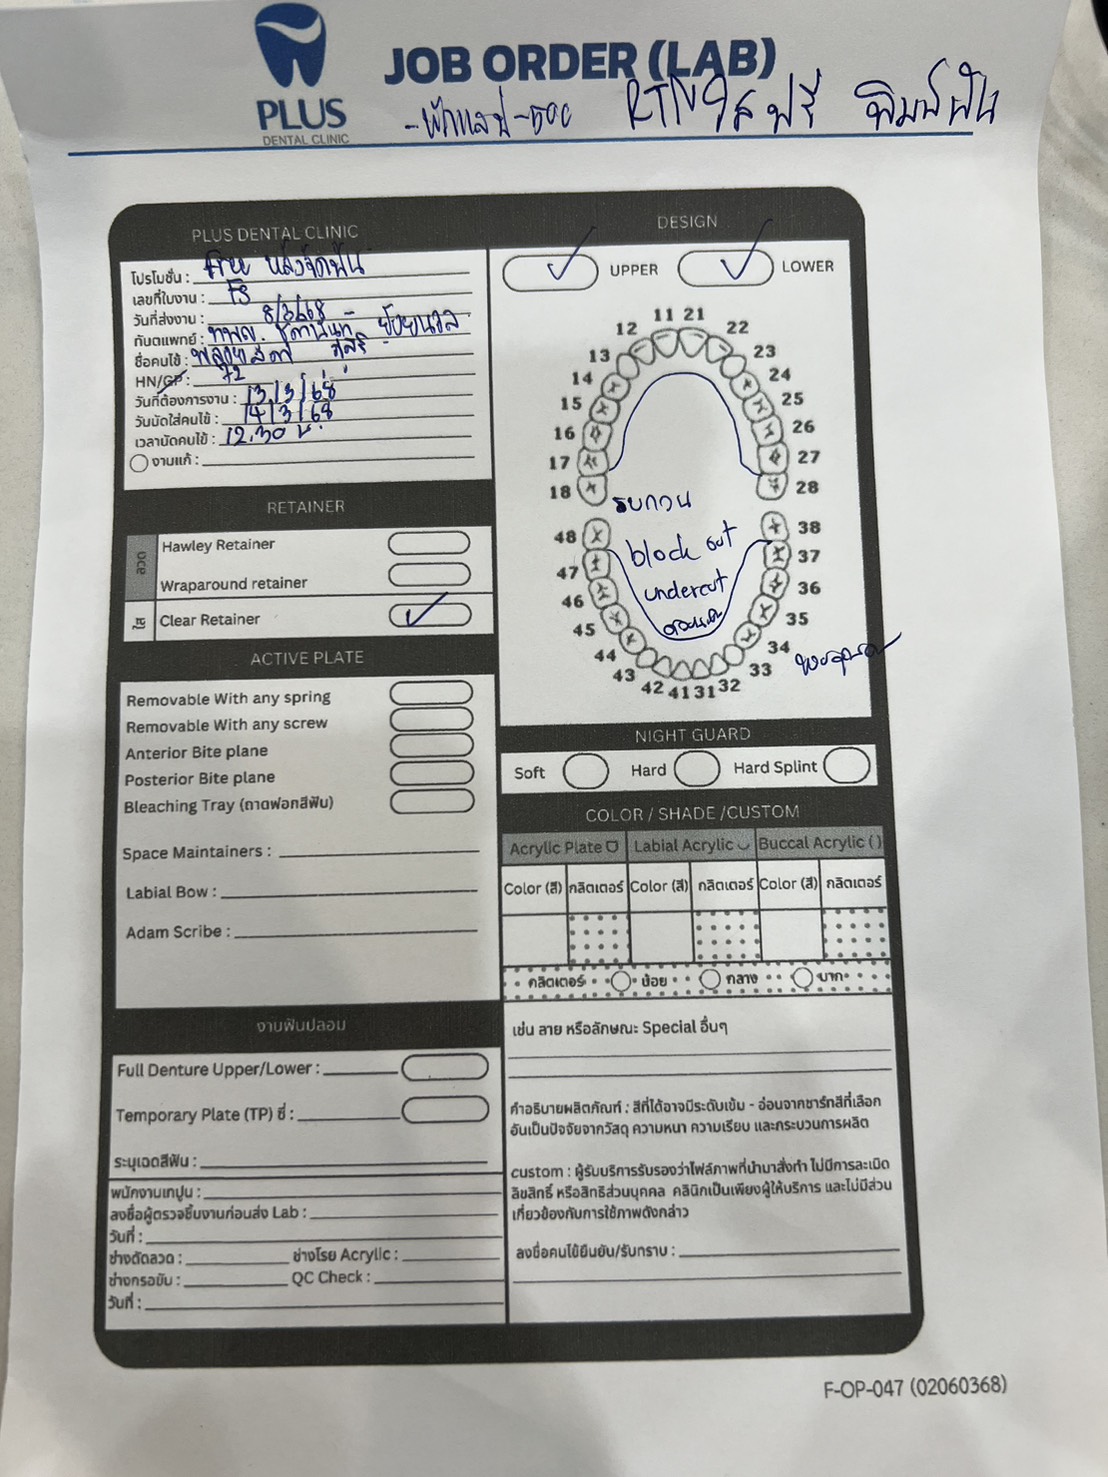 PLUS
DENTAL CLINIC
JOB ORDER (LAB)
RTN ใส ฟรี พิมพ์ฟัน
PLUS DENTAL CLINIC
โปรโมชั่น : free หลังจัดฟัน
เลขที่ใบงาน :
วันที่ส่งงาน : 8/3/68
ทันตแพทย์ : ทพญ.
ชื่อคนไข้ :
HN/GP : 72
วันที่ต้องการงาน : 13/3/68
วันนัดใส่คนไข้ : 14/3/68
เวลานัดคนไข้ : 12.30 น.
งานแก้ :
RETAINER
ลวด
Hawley Retainer
Wraparound retainer
ใส
Clear Retainer
ACTIVE PLATE
Removable With any spring
Removable With any screw
Anterior Bite plane
Posterior Bite plane
Bleaching Tray (ถาดฟอกสีฟัน)
Space Maintainers :
Labial Bow :
Adam Scribe :
งานฟันปลอม
Full Denture Upper/Lower :
Temporary Plate (TP) ซี่ :
ระบุเฉดสีฟัน :
พนักงานเทปูน :
ลงชื่อผู้ตรวจชิ้นงานก่อนส่ง Lab :
วันที่ :
ช่างดัดลวด : ช่างโรย Acrylic :
ช่างกรอขัด : QC Check :
วันที่ :
DESIGN
UPPER LOWER
11 21
12 22
13 23
14 24
15 25
16 26
17 27
18 28
รบกวน
48 38
block out
47 37
undercut
46 36
45 35
44 34
43 33
42 41 31 32
NIGHT GUARD
Soft Hard Hard Splint
COLOR / SHADE /CUSTOM
Acrylic Plate Labial Acrylic Buccal Acrylic ()
Color (สี) กลิตเตอร์ Color (สี) กลิตเตอร์ Color (สี) กลิตเตอร์
กลิตเตอร์ น้อย กลาง มาก
เช่น ลาย หรือลักษณะ Special อื่นๆ
คำอธิบายผลิตภัณฑ์ : สีที่ได้อาจมีระดับเข้ม - อ่อนจากชาร์ทสีที่เลือก
อันเป็นปัจจัยจากวัสดุ ความหนา ความเรียบ และกระบวนการผลิต
custom : ผู้รับบริการรับรองว่าไฟล์ภาพที่นำมาสั่งทำ ไม่มีการละเมิด
ลิขสิทธิ์ หรือสิทธิส่วนบุคคล คลินิกเป็นเพียงผู้ให้บริการ และไม่มีส่วน
เกี่ยวข้องกับการใช้ภาพดังกล่าว
ลงชื่อคนไข้ยืนยัน/รับทราบ :
F-OP-047 (02060368)